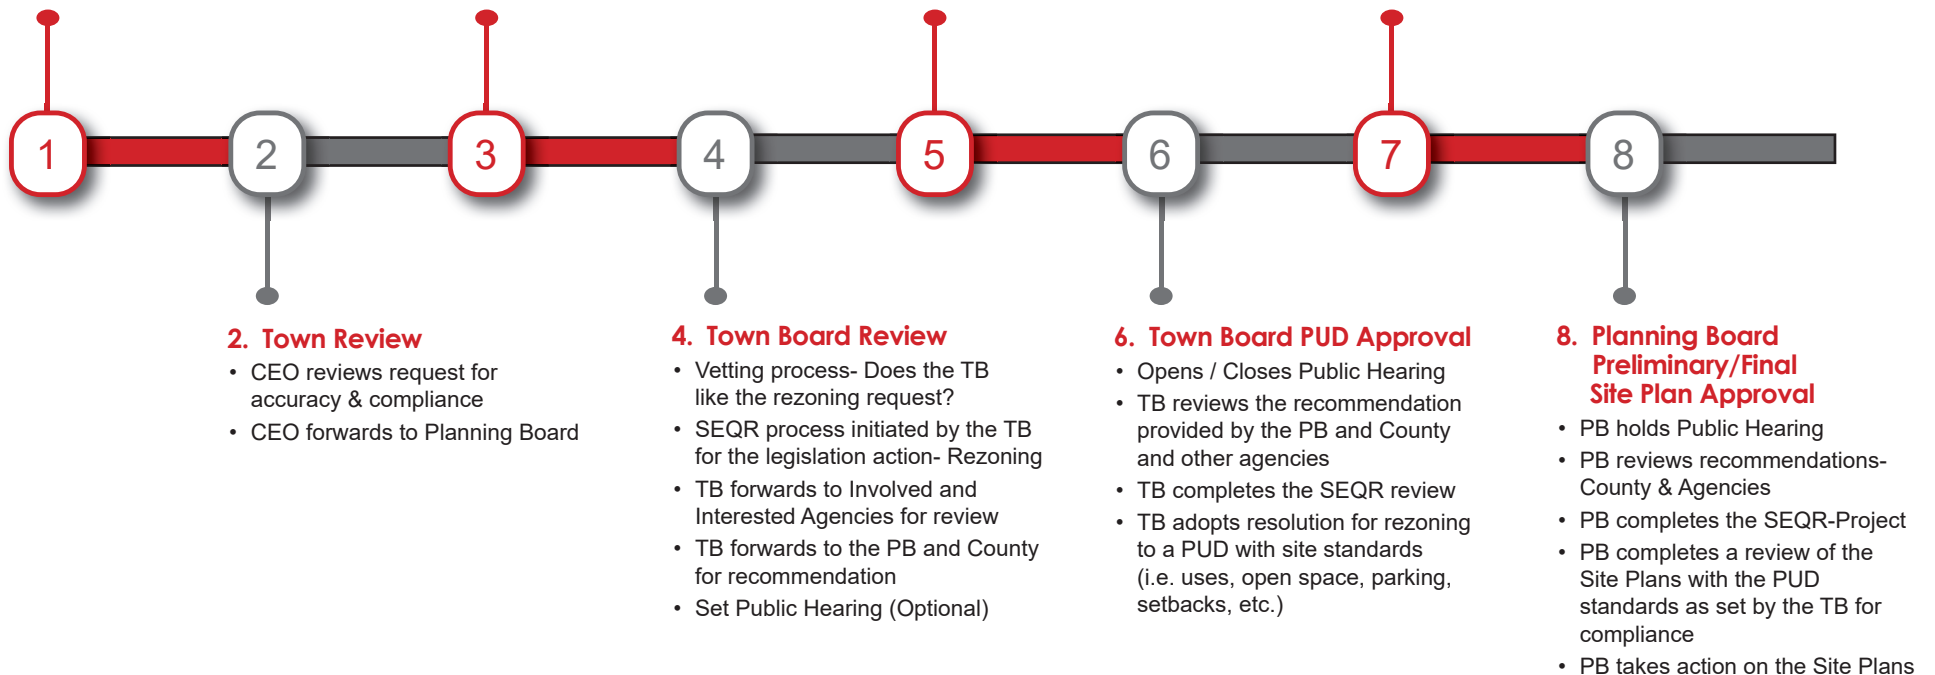 1
2
3
4
5
6
7
8
2. Town Review
• CEO reviews request for
accuracy & compliance
• CEO forwards to Planning Board
4. Town Board Review
• Vetting process- Does the TB
like the rezoning request?
• SEQR process initiated by the TB
for the legislation action- Rezoning
• TB forwards to Involved and
Interested Agencies for review
• TB forwards to the PB and County
for recommendation
• Set Public Hearing (Optional)
6. Town Board PUD Approval
• Opens / Closes Public Hearing
• TB reviews the recommendation
provided by the PB and County
and other agencies
• TB completes the SEQR review
• TB adopts resolution for rezoning
to a PUD with site standards
(i.e. uses, open space, parking,
setbacks, etc.)
8. Planning Board
Preliminary/Final
Site Plan Approval
• PB holds Public Hearing
• PB reviews recommendations-
County & Agencies
• PB completes the SEQR-Project
• PB completes a review of the
Site Plans with the PUD
standards as set by the TB for
compliance
• PB takes action on the Site Plans